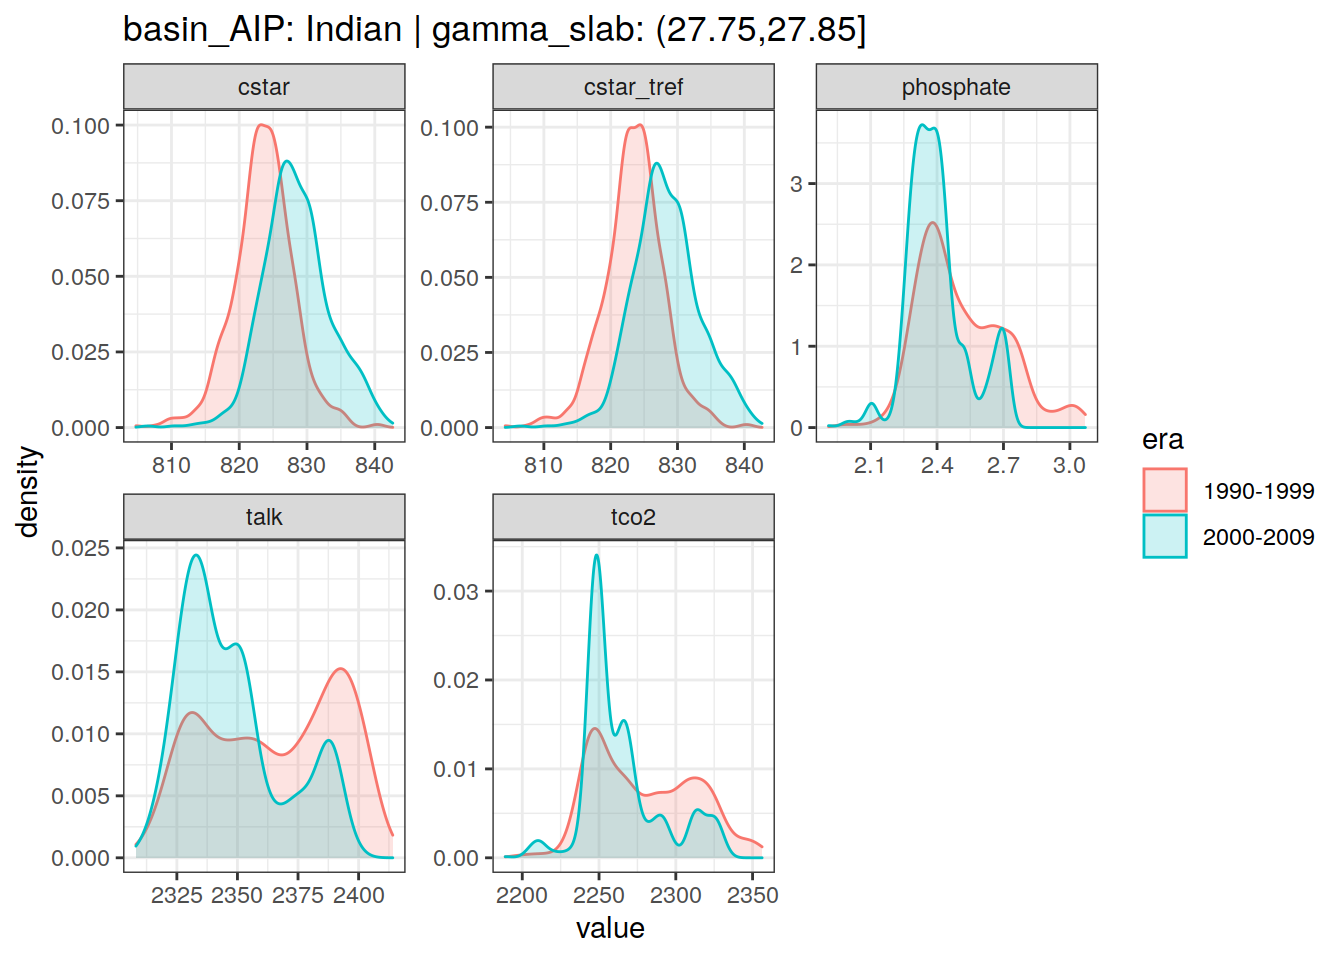 basin_AIP: Indian | gamma_slab: (27.75,27.85]
cstar
cstar_tref
phosphate
0.100
0.075
0.050
0.025
0.000
810 820 830 840
0.100
0.075
0.050
0.025
0.000
810 820 830 840
3
2
1
0
2.1 2.4 2.7 3.0
density
era
1990-1999
2000-2009
talk
tco2
0.025
0.020
0.015
0.010
0.005
0.000
2325 2350 2375 2400
0.03
0.02
0.01
0.00
2200 2250 2300 2350
value